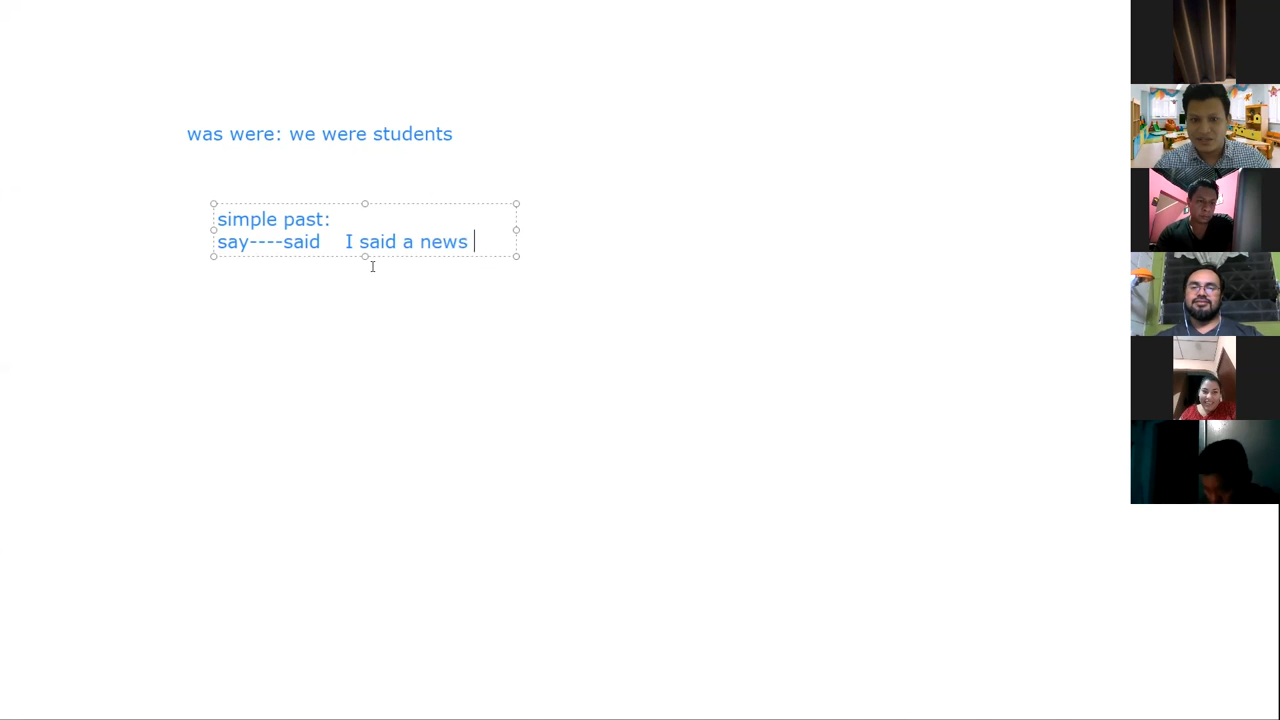 was were: we were students
simple past:
say----said    I said a news